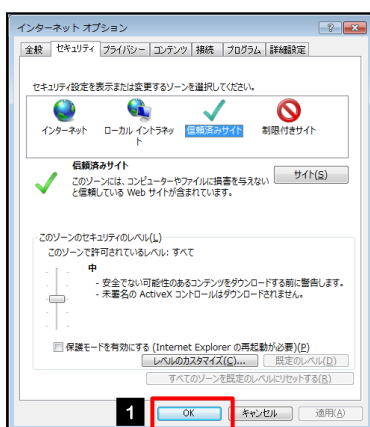 インターネット オプション
全般 セキュリティ プライバシー コンテンツ 接続 プログラム 詳細設定
セキュリティ設定を表示または変更するゾーンを選択してください。
インターネット ローカル イントラネット 信頼済みサイト 制限付きサイト
信頼済みサイト
このゾーンには、コンピューターやファイルに損害を与えない
と信頼している Web サイトが含まれています。
サイト(S)
このゾーンのセキュリティのレベル(L)
このゾーンで許可されているレベル: すべて
中
- 安全でない可能性のあるコンテンツをダウンロードする前に警告します。
- 未署名の ActiveX コントロールはダウンロードされません。
保護モードを有効にする (Internet Explorer の再起動が必要)(P)
レベルのカスタマイズ(C)... 既定のレベル(D)
すべてのゾーンを既定のレベルにリセットする(R)
1 OK キャンセル 適用(A)